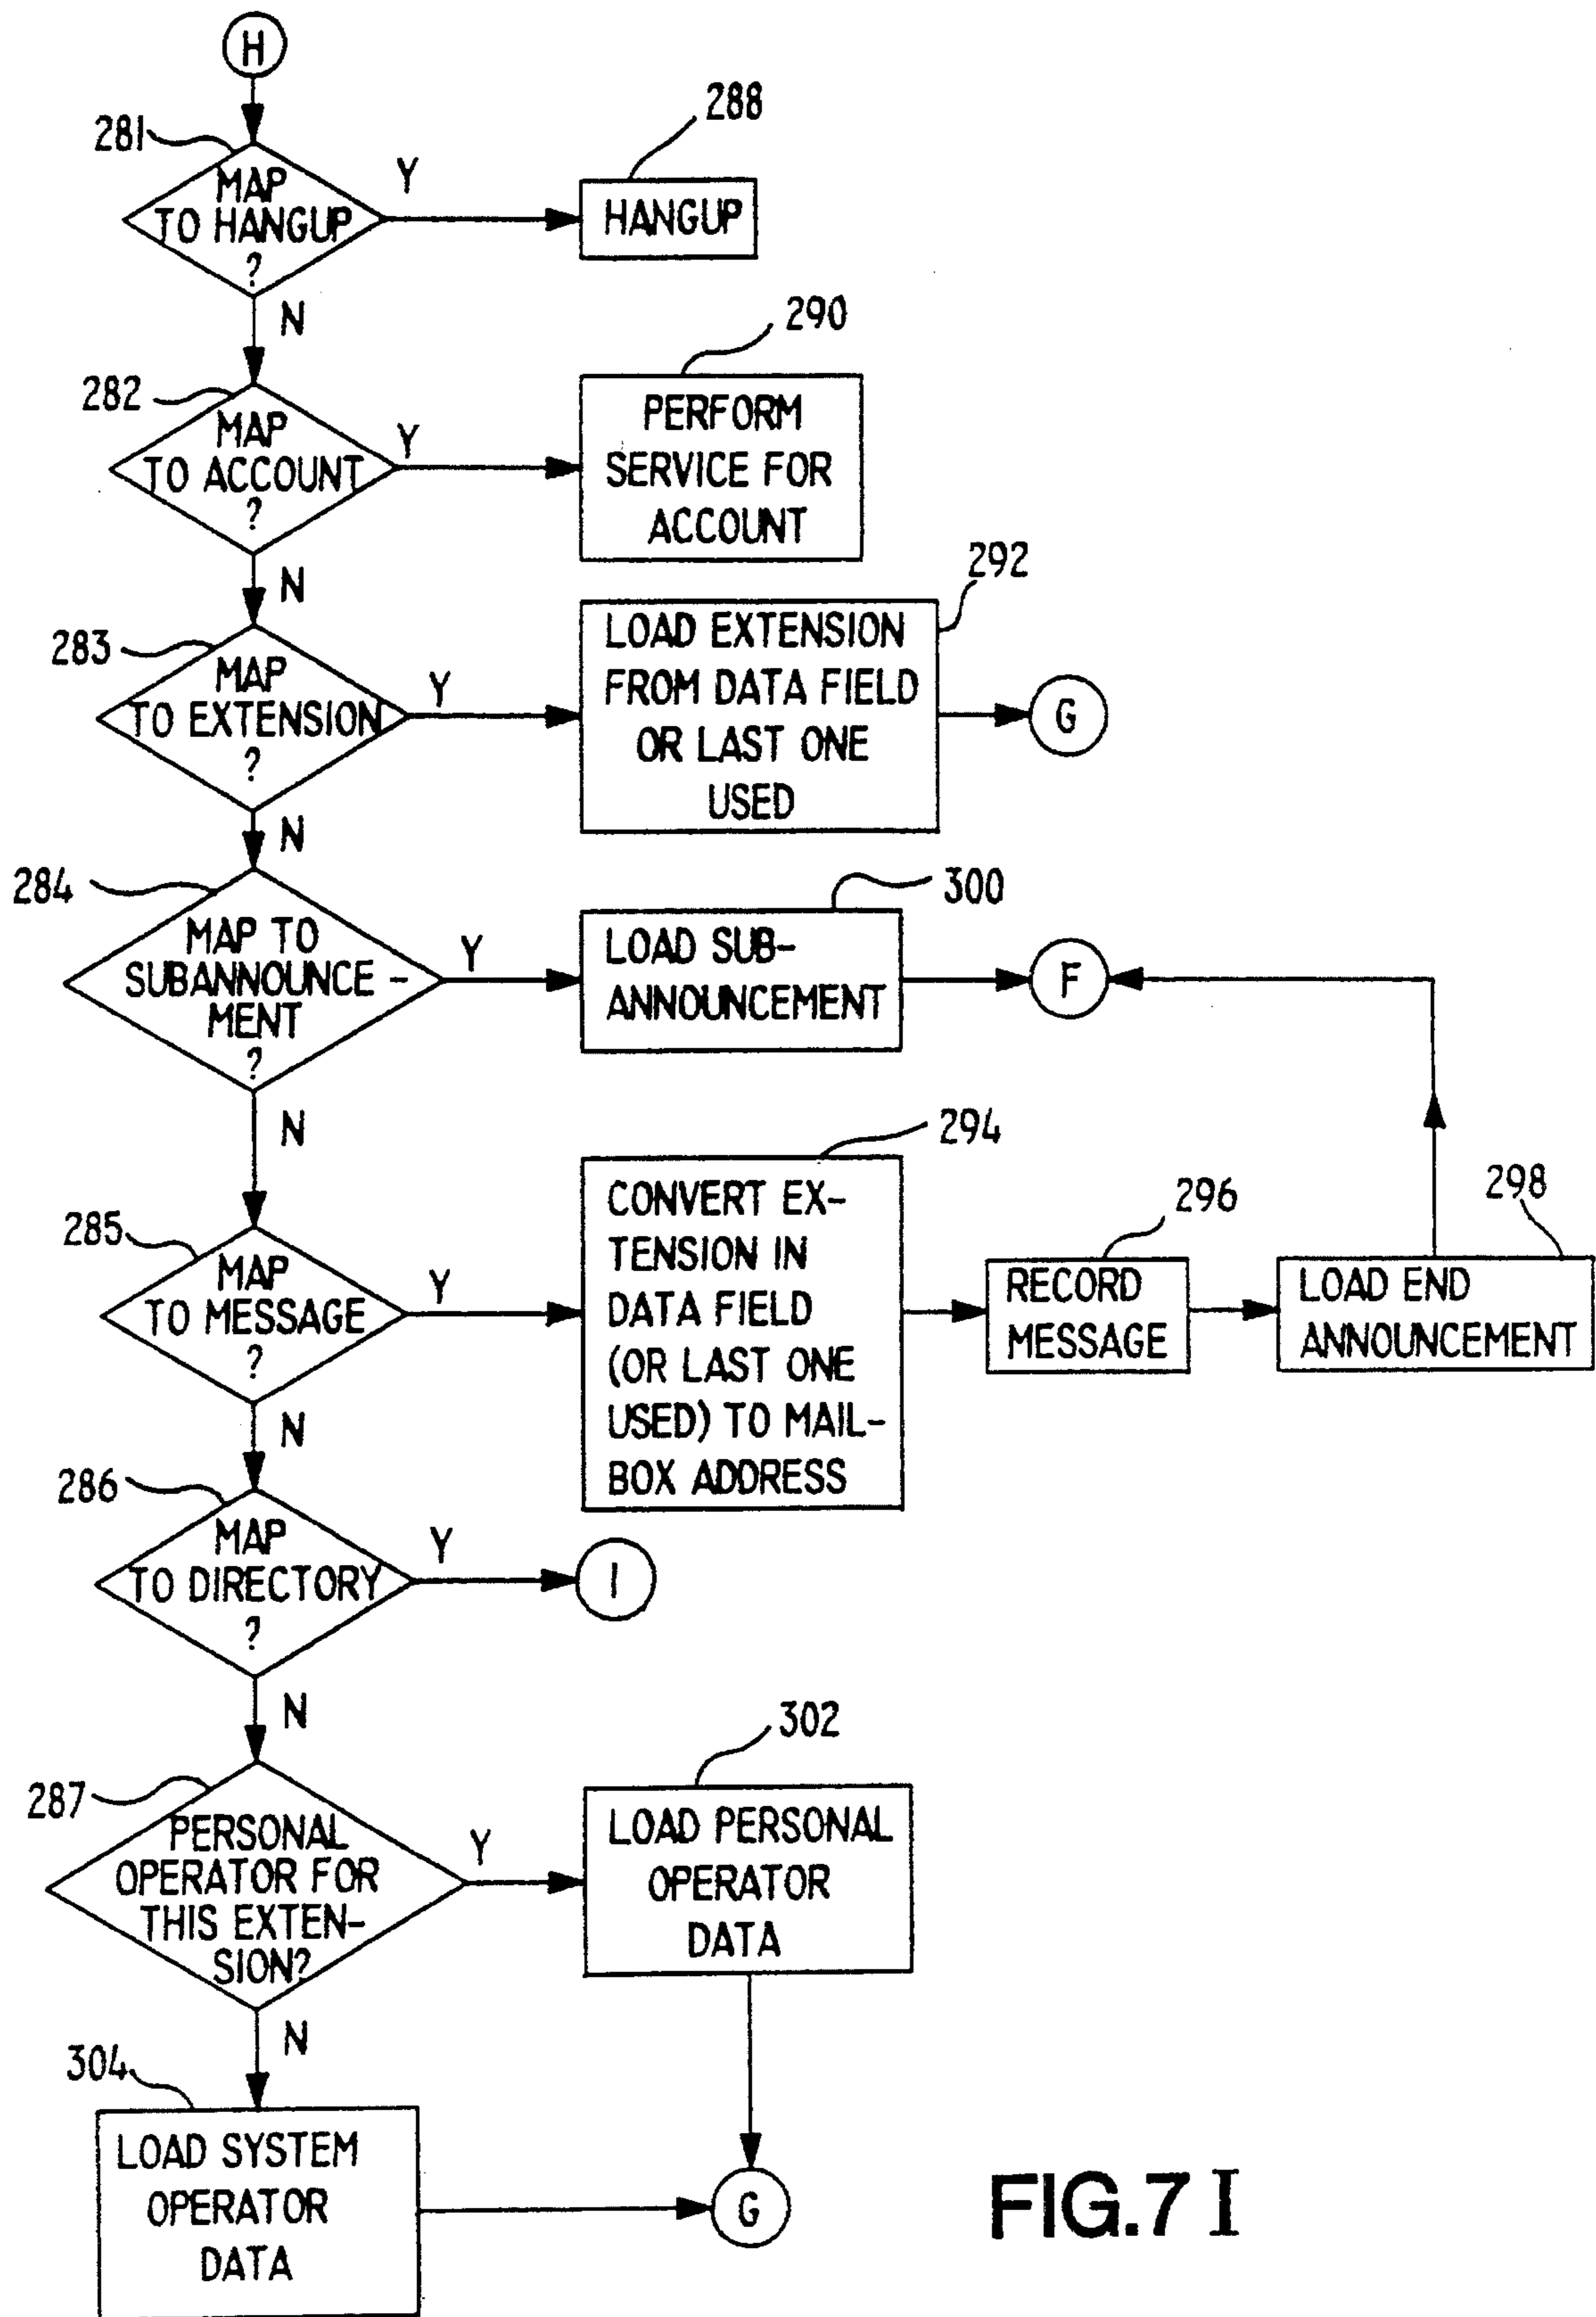 H
281
MAP
TO HANGUP
?
Y
288
HANGUP
N
282
MAP
TO ACCOUNT
?
Y
290
PERFORM
SERVICE FOR
ACCOUNT
N
283
MAP
TO EXTENSION
?
Y
292
LOAD EXTENSION
FROM DATA FIELD
OR LAST ONE
USED
G
N
284
MAP TO
SUBANNOUNCE -
MENT
?
Y
300
LOAD SUB-
ANNOUNCEMENT
F
N
285
MAP
TO MESSAGE
?
Y
294
CONVERT EX-
TENSION IN
DATA FIELD
(OR LAST ONE
USED) TO MAIL-
BOX ADDRESS
296
RECORD
MESSAGE
298
LOAD END
ANNOUNCEMENT
N
286
MAP
TO DIRECTORY
?
Y
I
N
287
PERSONAL
OPERATOR FOR
THIS EXTEN-
SION?
Y
302
LOAD PERSONAL
OPERATOR
DATA
N
304
LOAD SYSTEM
OPERATOR
DATA
G
FIG.7 I